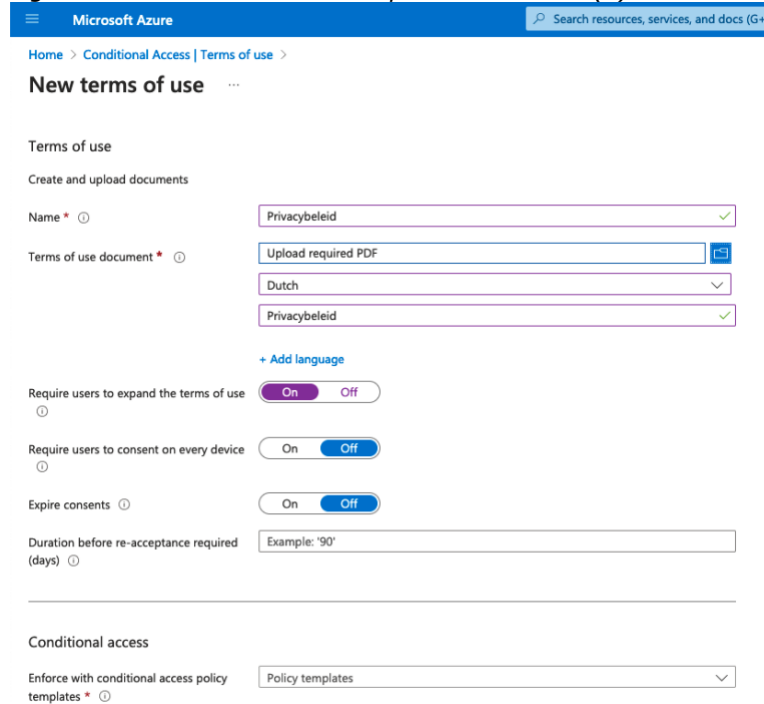 Microsoft Azure
Search resources, services, and docs (G+
Home > Conditional Access | Terms of use >
New terms of use ...
Terms of use
Create and upload documents
Name *
Privacybeleid
Terms of use document *
Upload required PDF
Dutch
Privacybeleid
+ Add language
Require users to expand the terms of use
On Off
Require users to consent on every device
On Off
Expire consents
On Off
Duration before re-acceptance required
(days)
Example: '90'
Conditional access
Enforce with conditional access policy
templates *
Policy templates